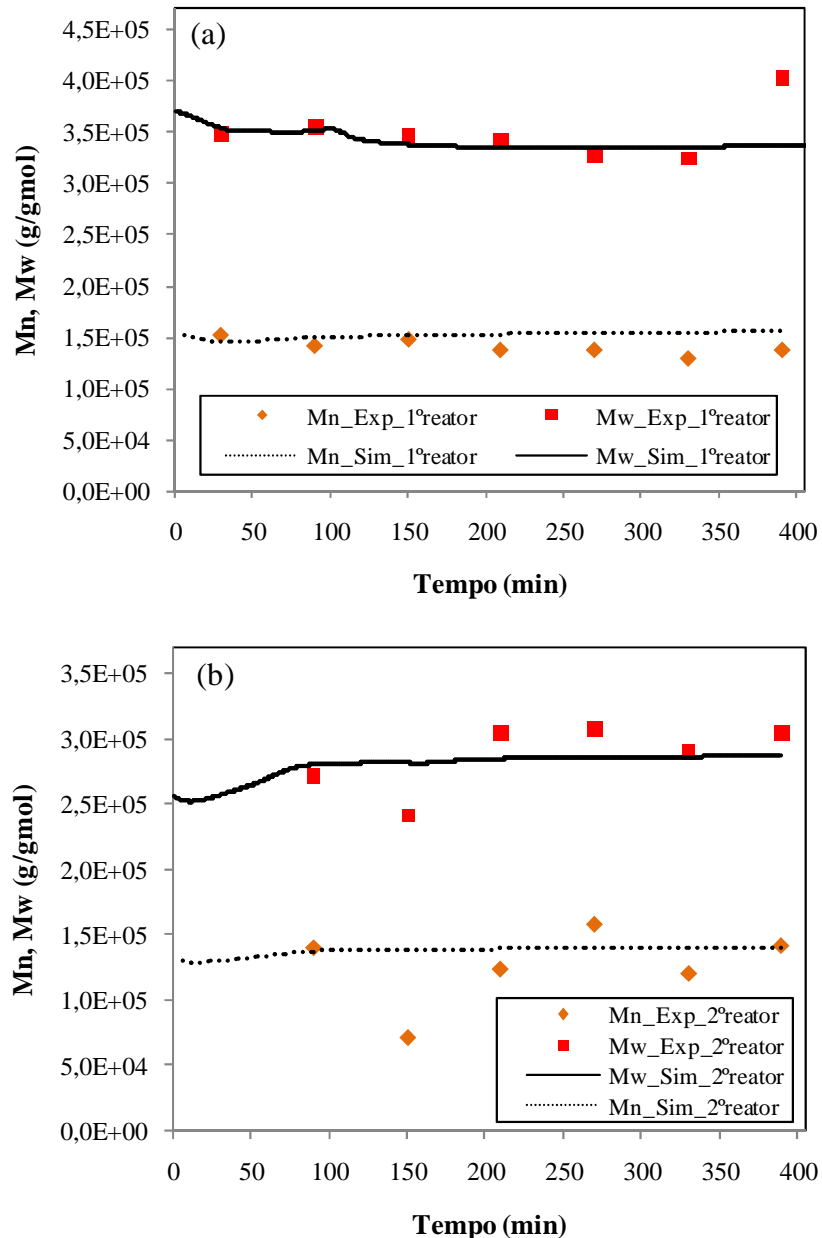 (a)
Mn, Mw (g/gmol)
4,5E+05
4,0E+05
3,5E+05
3,0E+05
2,5E+05
2,0E+05
1,5E+05
1,0E+05
5,0E+04
0,0E+00
Mn_Exp_1ºreator Mw_Exp_1ºreator
Mn_Sim_1ºreator Mw_Sim_1ºreator
0 50 100 150 200 250 300 350 400
Tempo (min)
(b)
Mn, Mw (g/gmol)
3,5E+05
3,0E+05
2,5E+05
2,0E+05
1,5E+05
1,0E+05
5,0E+04
0,0E+00
Mn_Exp_2ºreator
Mw_Exp_2ºreator
Mw_Sim_2ºreator
Mn_Sim_2ºreator
0 50 100 150 200 250 300 350 400
Tempo (min)